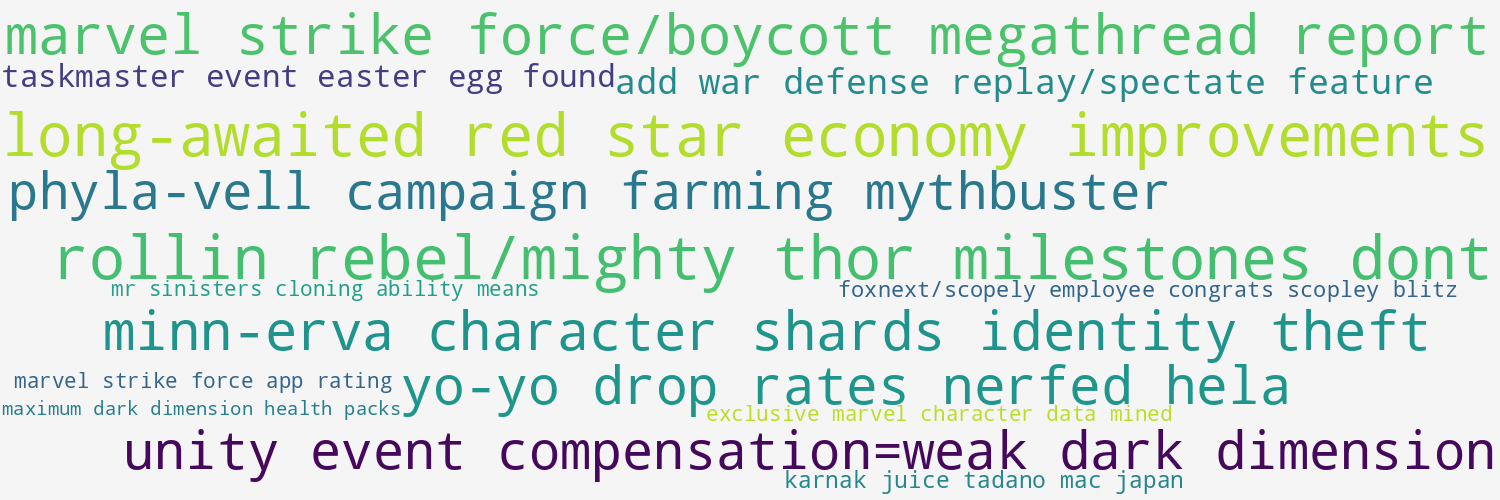 marvel strike force/boycott megathread report
taskmaster event easter egg found
add war defense replay/spectate feature
long-awaited red star economy improvements
phyla-vell campaign farming mythbuster
rollin rebel/mighty thor milestones dont
mr sinisters cloning ability means
foxnext/scopely employee congrats scopley blitz
minn-erva character shards identity theft
marvel strike force app rating
yo-yo drop rates nerfed hela
maximum dark dimension health packs
exclusive marvel character data mined
unity event compensation=weak dark dimension
karnak juice tadano mac japan